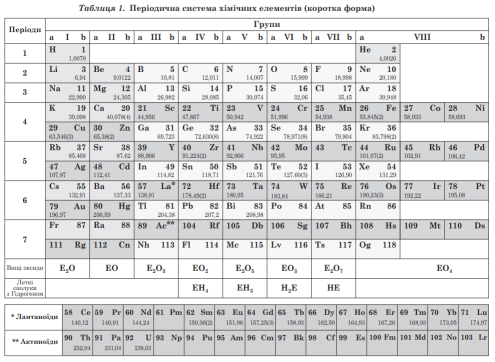 Таблиця 1. Періодична система хімічних елементів (коротка форма)
Періоди Групи
a I b a II b a III b a IV b a V b a VI b a VII b a VIII b
1 H 1 He 2
1,0079 4,0026
2 Li 3 Be 4 B 5 C 6 N 7 O 8 F 9 Ne 10
6,94 9,0122 10,81 12,011 14,007 15,999 18,998 20,180
3 Na 11 Mg 12 Al 13 Si 14 P 15 S 16 Cl 17 Ar 18
22,990 24,305 26,982 28,085 30,974 32,06 35,45 39,948
4 K 19 Ca 20 21 Sc 22 Ti 23 V 24 Cr 25 Mn 26 Fe 27 Co 28 Ni
39,098 40,078(4) 44,956 47,867 50,942 51,996 54,938 55,845(2) 58,933 58,693
29 Cu 30 Zn Ga 31 Ge 32 As 33 Se 34 Br 35 Kr 36
63,546(3) 65,38(2) 69,723 72,630(8) 74,922 78,971(8) 79,904 83,798(2)
5 Rb 37 Sr 38 39 Y 40 Zr 41 Nb 42 Mo 43 Tc 44 Ru 45 Rh 46 Pd
85,468 87,62 88,906 91,224(2) 92,906 95,95 101,07(2) 102,91 106,42
47 Ag 48 Cd In 49 Sn 50 Sb 51 Te 52 I 53 Xe 54
107,87 112,41 114,82 118,71 121,76 127,60(3) 126,90 131,29
6 Cs 55 Ba 56 57 La* 72 Hf 73 Ta 74 W 75 Re 76 Os 77 Ir 78 Pt
132,91 137,33 138,91 178,49(2) 180,95 183,84 186,21 190,23(3) 192,22 195,08
79 Au 80 Hg Tl 81 Pb 82 Bi 83 Po 84 At 85 Rn 86
196,97 200,59 204,38 207,2 208,98
7 Fr 87 Ra 88 89 Ac** 104 Rf 105 Db 106 Sg 107 Bh 108 Hs 109 Mt 110 Ds
111 Rg 112 Cn Nh 113 Fl 114 Mc 115 Lv 116 Ts 117 Og 118
Вищі оксиди E₂O EO E₂O₃ EO₂ E₂O₅ EO₃ E₂O₇ EO₄
Леткі
сполуки
з Гідрогеном EH₄ EH₃ H₂E HE
* Лантаноїди 58 Ce 59 Pr 60 Nd 61 Pm 62 Sm 63 Eu 64 Gd 65 Tb 66 Dy 67 Ho 68 Er 69 Tm 70 Yb 71 Lu
140,12 140,91 144,24 150,36(2) 151,96 157,25(3) 158,93 162,50 164,93 167,26 168,93 173,05 174,97
** Актиноїди 90 Th 91 Pa 92 U 93 Np 94 Pu 95 Am 96 Cm 97 Bk 98 Cf 99 Es 100 Fm 101 Md 102 No 103 Lr
232,04 231,04 238,03